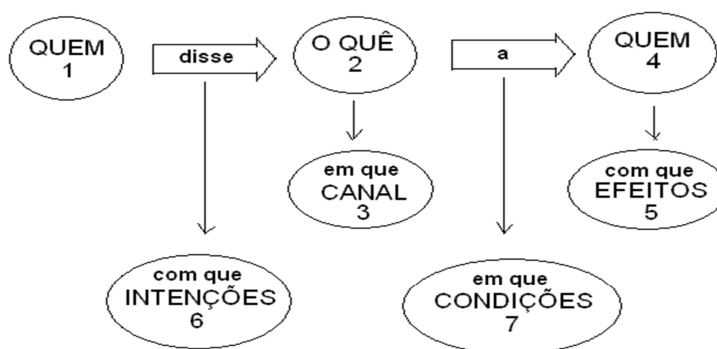 QUEM
1
disse
O QUÊ
2
a
QUEM
4
em que
CANAL
3
com que
EFEITOS
5
com que
INTENÇÕES
6
em que
CONDIÇÕES
7